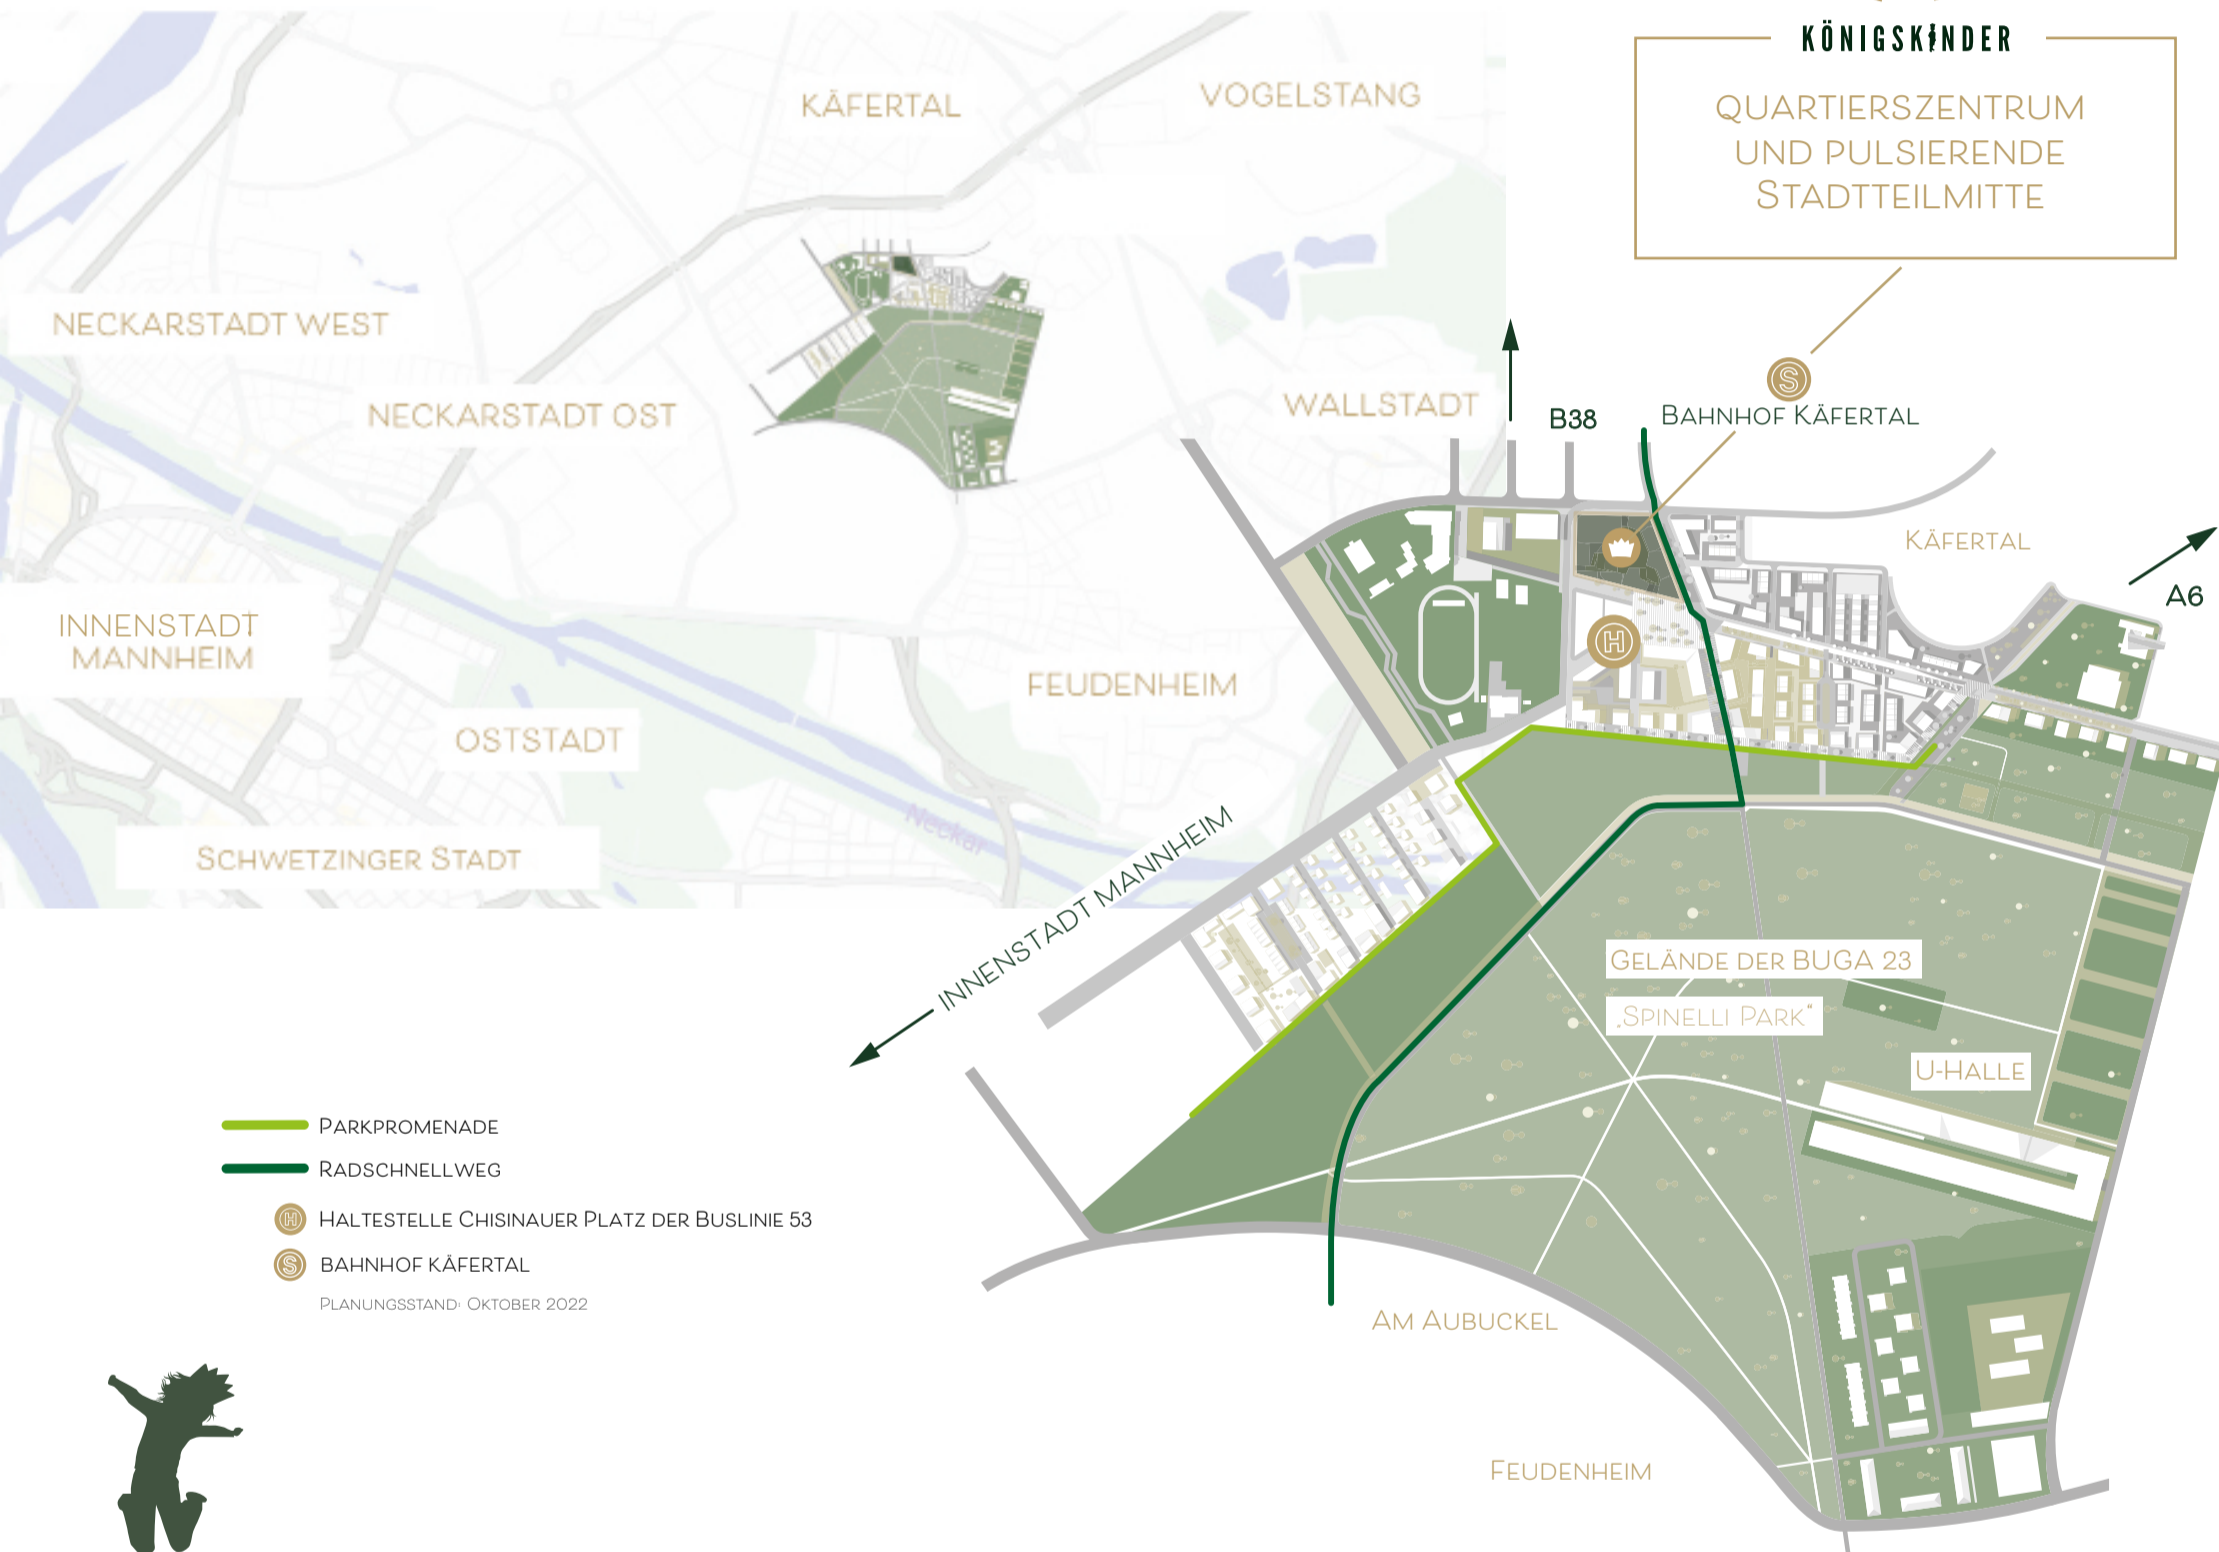 KÖNIGSKINDER
QUARTIERSZENTRUM
UND PULSIERENDE
STADTTEILMITTE
KÄFERTAL
VOGELSTANG
NECKARSTADT WEST
NECKARSTADT OST
WALLSTADT
INNENSTADT
MANNHEIM
FEUDENHEIM
OSTSTADT
SCHWETZINGER STADT
Neckar
B38
S
BAHNHOF KÄFERTAL
KÄFERTAL
A6
H
INNENSTADT MANNHEIM
GELÄNDE DER BUGA 23
„SPINELLI PARK“
U-HALLE
AM AUBUCKEL
FEUDENHEIM
PARKPROMENADE
RADSCHNELLWEG
H HALTESTELLE CHISINAUER PLATZ DER BUSLINIE 53
S BAHNHOF KÄFERTAL
PLANUNGSSTAND: OKTOBER 2022